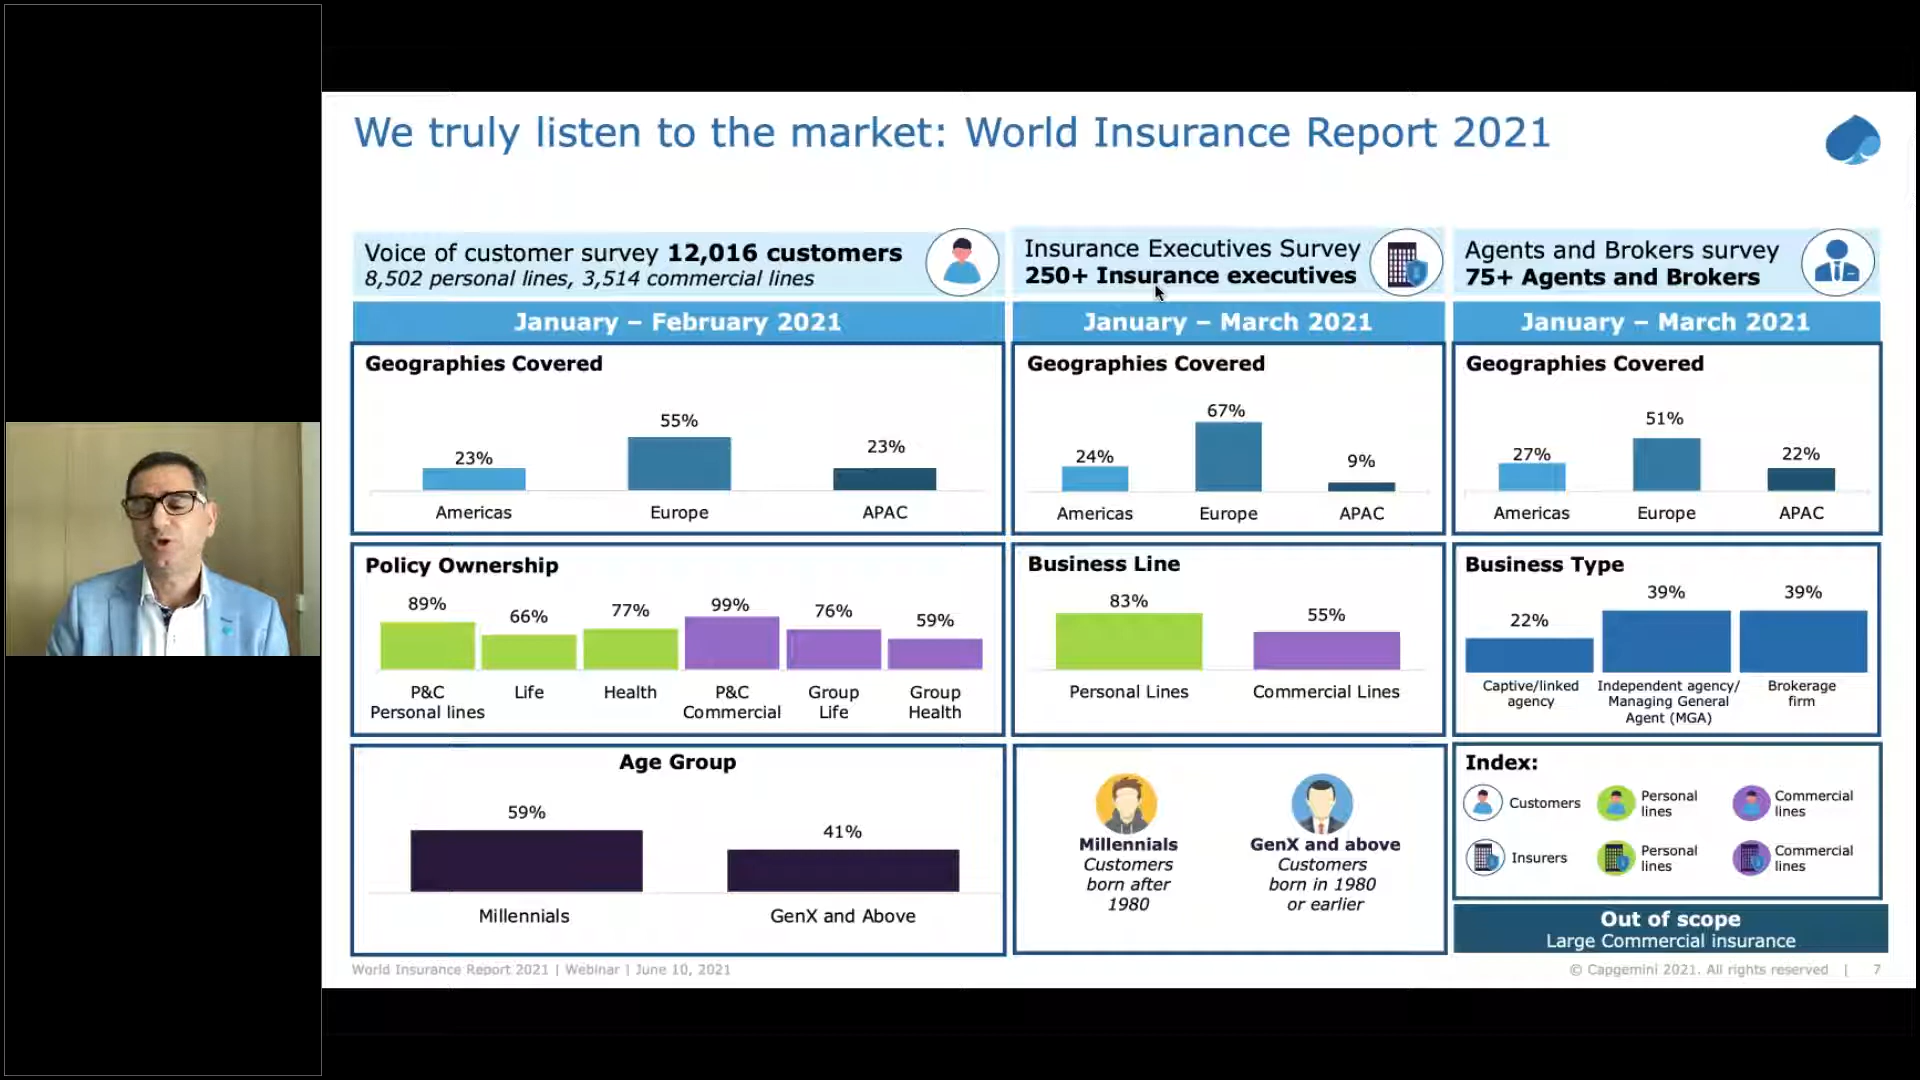 We truly listen to the market: World Insurance Report 2021
Voice of customer survey 12,016 customers
8,502 personal lines, 3,514 commercial lines
January – February 2021
Geographies Covered
23%
55%
23%
Americas
Europe
APAC
Policy Ownership
89%
66%
77%
99%
76%
59%
P&C
Personal lines
Life
Health
P&C
Commercial
Group
Life
Group
Health
Age Group
59%
41%
Millennials
GenX and Above
Insurance Executives Survey
250+ Insurance executives
January – March 2021
Geographies Covered
24%
67%
9%
Americas
Europe
APAC
Business Line
83%
55%
Personal Lines
Commercial Lines
Millennials
Customers
born after
1980
GenX and above
Customers
born in 1980
or earlier
Agents and Brokers survey
75+ Agents and Brokers
January – March 2021
Geographies Covered
27%
51%
22%
Americas
Europe
APAC
Business Type
22%
39%
39%
Captive/linked
agency
Independent agency/
Managing General
Agent (MGA)
Brokerage
firm
Index:
Customers
Personal
lines
Commercial
lines
Insurers
Personal
lines
Commercial
lines
Out of scope
Large Commercial insurance
World Insurance Report 2021 | Webinar | June 10, 2021
© Capgemini 2021. All rights reserved | 7